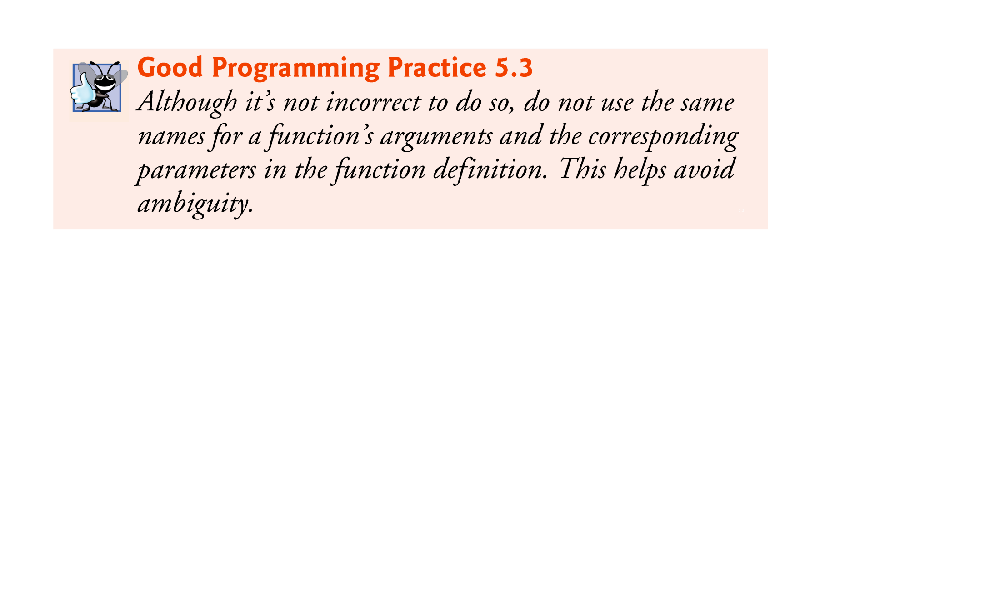 Good Programming Practice 5.3
Although it’s not incorrect to do so, do not use the same
names for a function’s arguments and the corresponding
parameters in the function definition. This helps avoid
ambiguity.